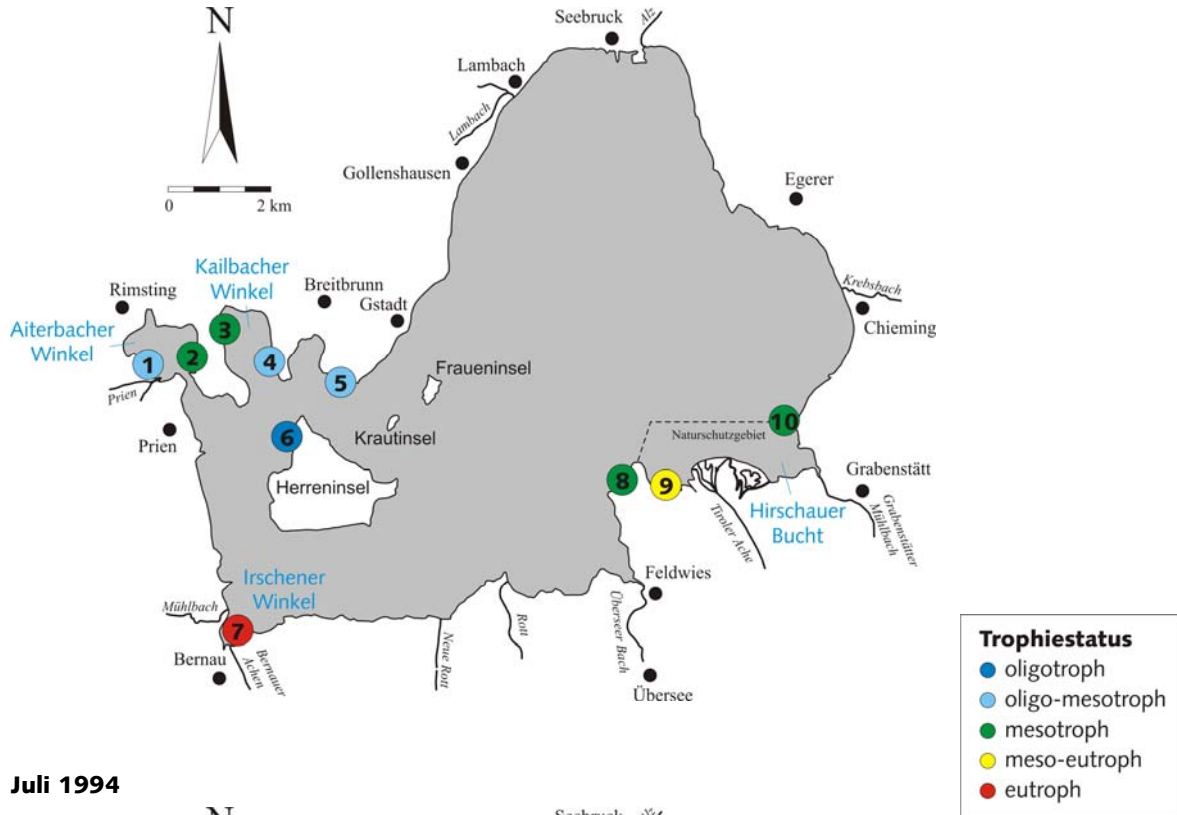 N
0 2 km
Seebruck
Alz
Lambach
Lambach
Gollenshausen
Egerer
Kailbacher
Winkel
Rimsting
Breitbrunn
Gstadt
Krebsbach
Chieming
Aiterbacher
Winkel
3
2
1
4
5
Fraueninsel
Prien
Prien
6
Krautinsel
10
Naturschutzgebiet
Herreninsel
8
9
Grabenstätt
Grabenstätter
Mühlbach
Hirschauer
Bucht
Tiroler Ache
Irschener
Winkel
Feldwies
Mühlbach
7
Bernau
Bernauer
Achen
Neue Rott
Rott
Überseer Bach
Übersee
Trophiestatus
oligotroph
oligo-mesotroph
mesotroph
meso-eutroph
eutroph
Juli 1994